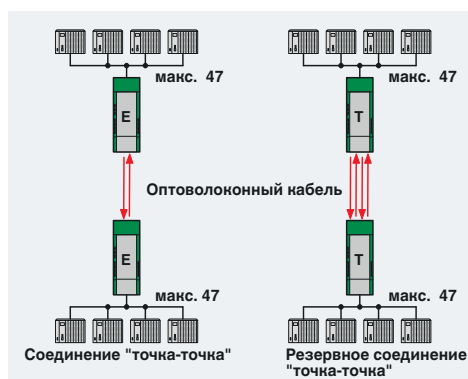 макс. 47
макс. 47
E
T
Оптоволоконный кабель
E
T
макс. 47
макс. 47
Соединение "точка-точка"
Резервное соединение
"точка-точка"